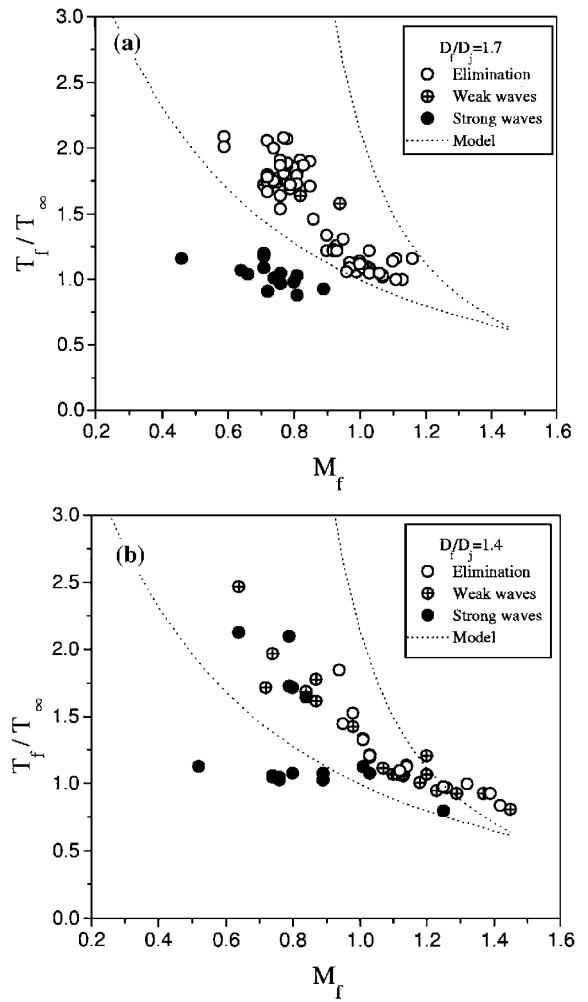 3.0
(a)
D_f/D_j=1.7
Elimination
Weak waves
Strong waves
Model
2.5
2.0
1.5
1.0
0.5
0.0
T_f / T_∞
0.2 0.4 0.6 0.8 1.0 1.2 1.4 1.6
M_f
3.0
(b)
D_f/D_j=1.4
Elimination
Weak waves
Strong waves
Model
2.5
2.0
1.5
1.0
0.5
0.0
T_f / T_∞
0.2 0.4 0.6 0.8 1.0 1.2 1.4 1.6
M_f